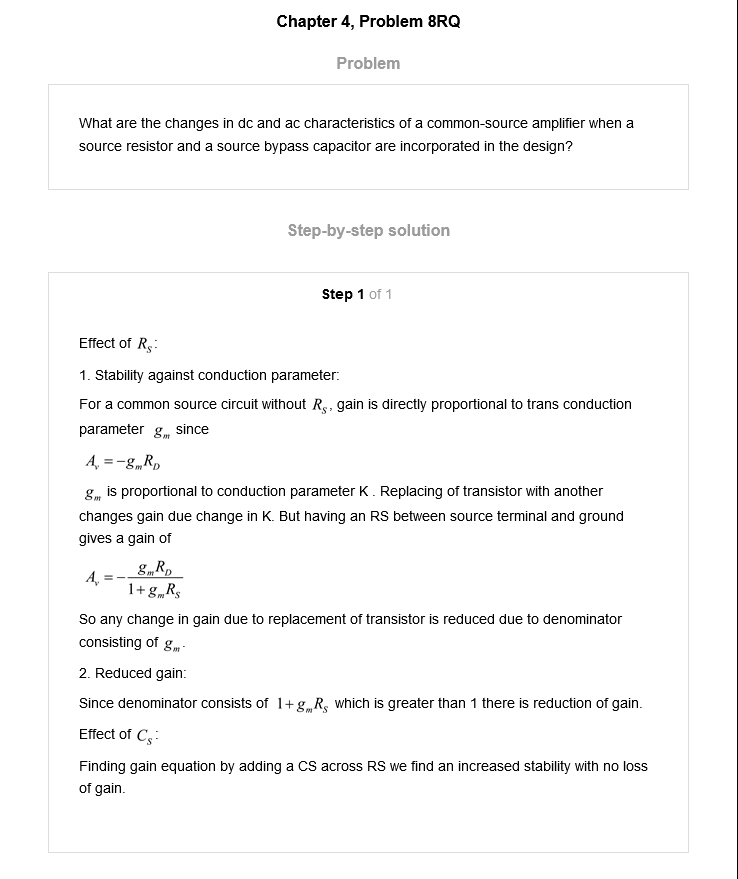 Chapter 4, Problem 8RQ
Problem
What are the changes in dc and ac characteristics of a common-source amplifier when a
source resistor and a source bypass capacitor are incorporated in the design?
Step-by-step solution
Step 1 of 1
Effect of R_S:
1. Stability against conduction parameter:
For a common source circuit without R_S, gain is directly proportional to trans conduction
parameter g_m since
A_v = -g_m R_D
g_m is proportional to conduction parameter K . Replacing of transistor with another
changes gain due change in K. But having an RS between source terminal and ground
gives a gain of
A_v = - g_m R_D / 1 + g_m R_S
So any change in gain due to replacement of transistor is reduced due to denominator
consisting of g_m.
2. Reduced gain:
Since denominator consists of 1 + g_m R_S which is greater than 1 there is reduction of gain.
Effect of C_S:
Finding gain equation by adding a CS across RS we find an increased stability with no loss
of gain.